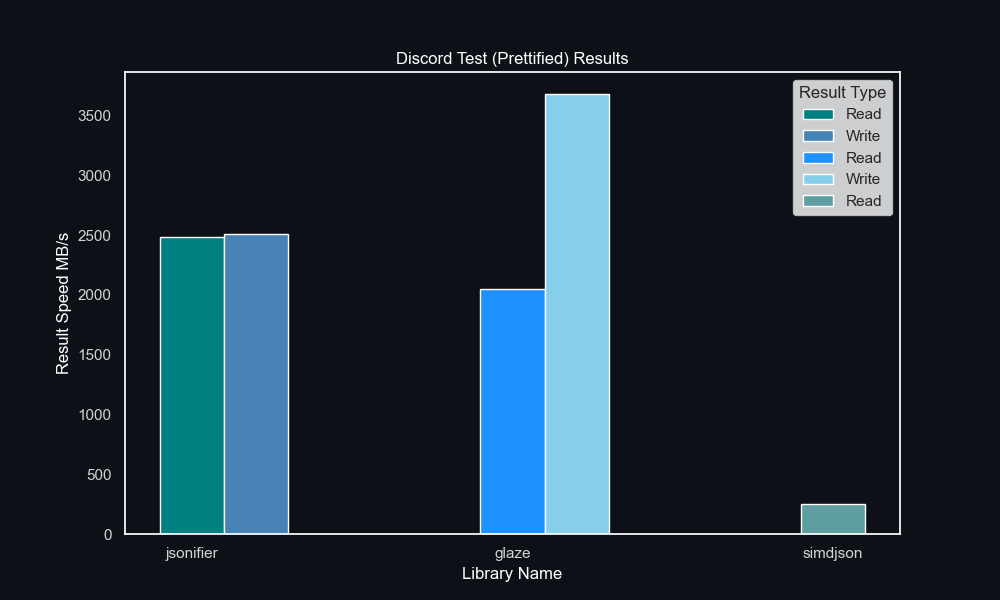 Discord Test (Prettified) Results
Result Type
Read
Write
Read
Write
Read
Result Speed MB/s
3500
3000
2500
2000
1500
1000
500
0
jsonifier
glaze
simdjson
Library Name